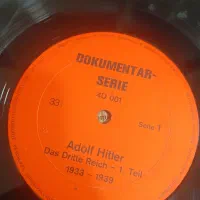 DOKUMENTAR-
SERIE
40 001
33
Seite 1
Adolf Hitler
Das Dritte Reich - 1. Teil
1933 - 1939